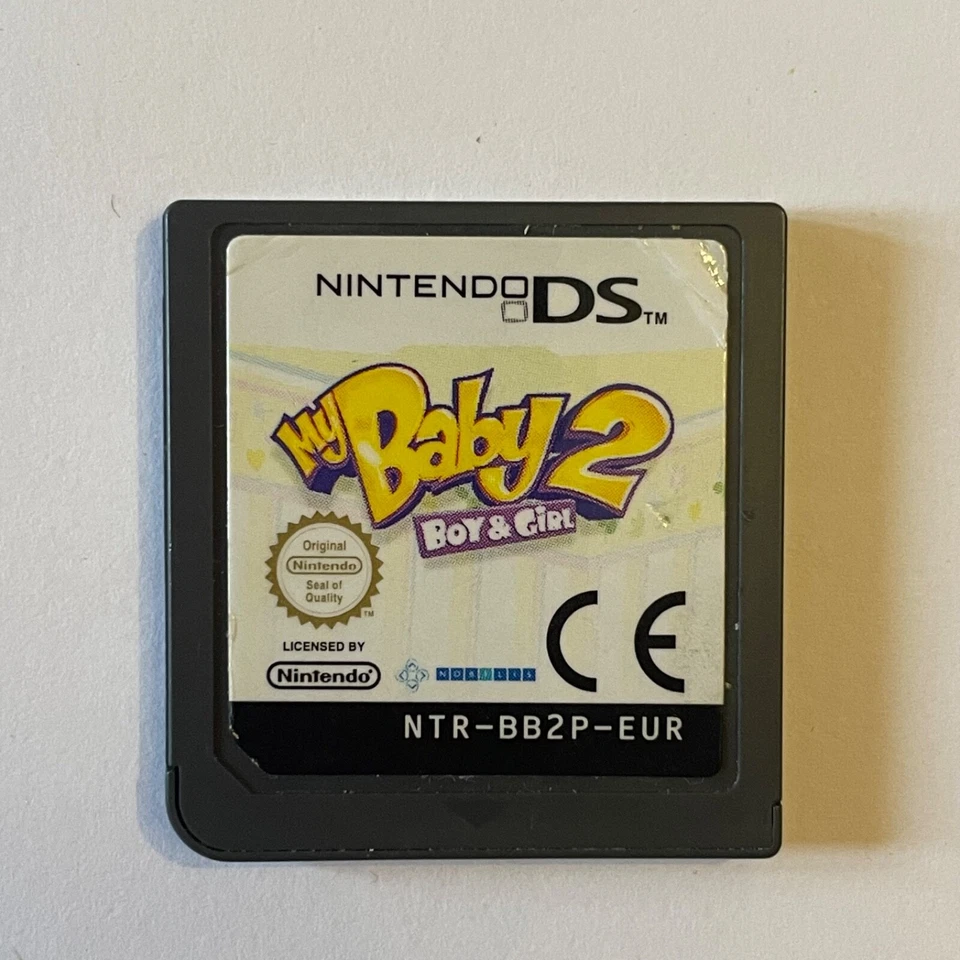 NINTENDO DS TM
My Baby 2
BOY & GiRL
Original
Nintendo
Seal of
Quality
TM
LICENSED BY
Nintendo®
NOBILIS
CE
NTR-BB2P-EUR